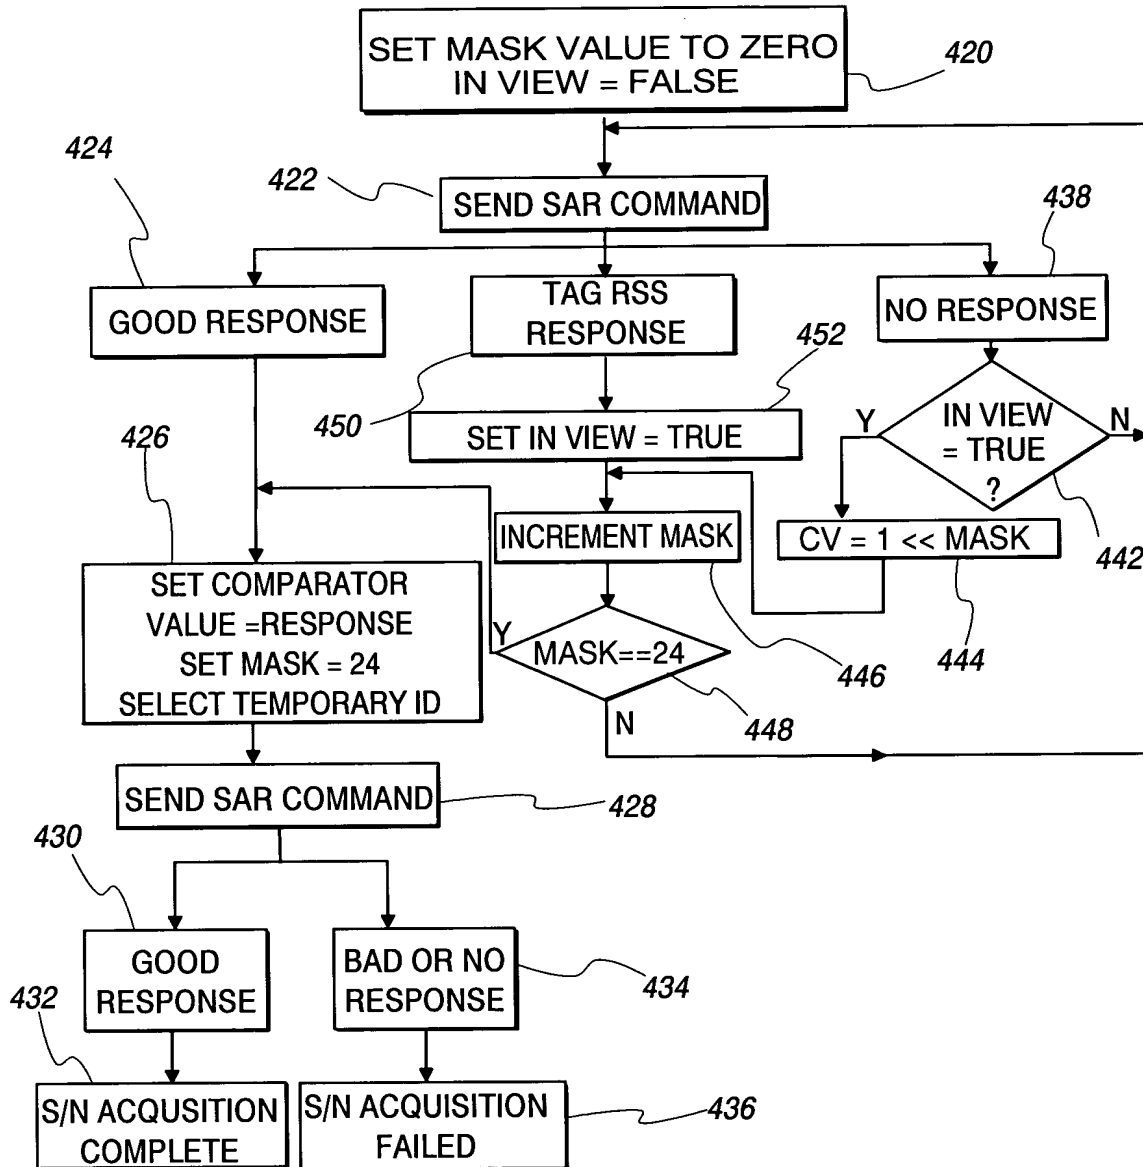 SET MASK VALUE TO ZERO
IN VIEW = FALSE
420
424
422
SEND SAR COMMAND
438
GOOD RESPONSE
TAG RSS
RESPONSE
NO RESPONSE
452
450
426
SET IN VIEW = TRUE
Y
IN VIEW
= TRUE
?
N
442
INCREMENT MASK
CV = 1 << MASK
444
446
SET COMPARATOR
VALUE =RESPONSE
SET MASK = 24
SELECT TEMPORARY ID
Y
MASK==24
448
N
SEND SAR COMMAND
428
430
GOOD
RESPONSE
BAD OR NO
RESPONSE
434
432
S/N ACQUSITION
COMPLETE
S/N ACQUISITION
FAILED
436